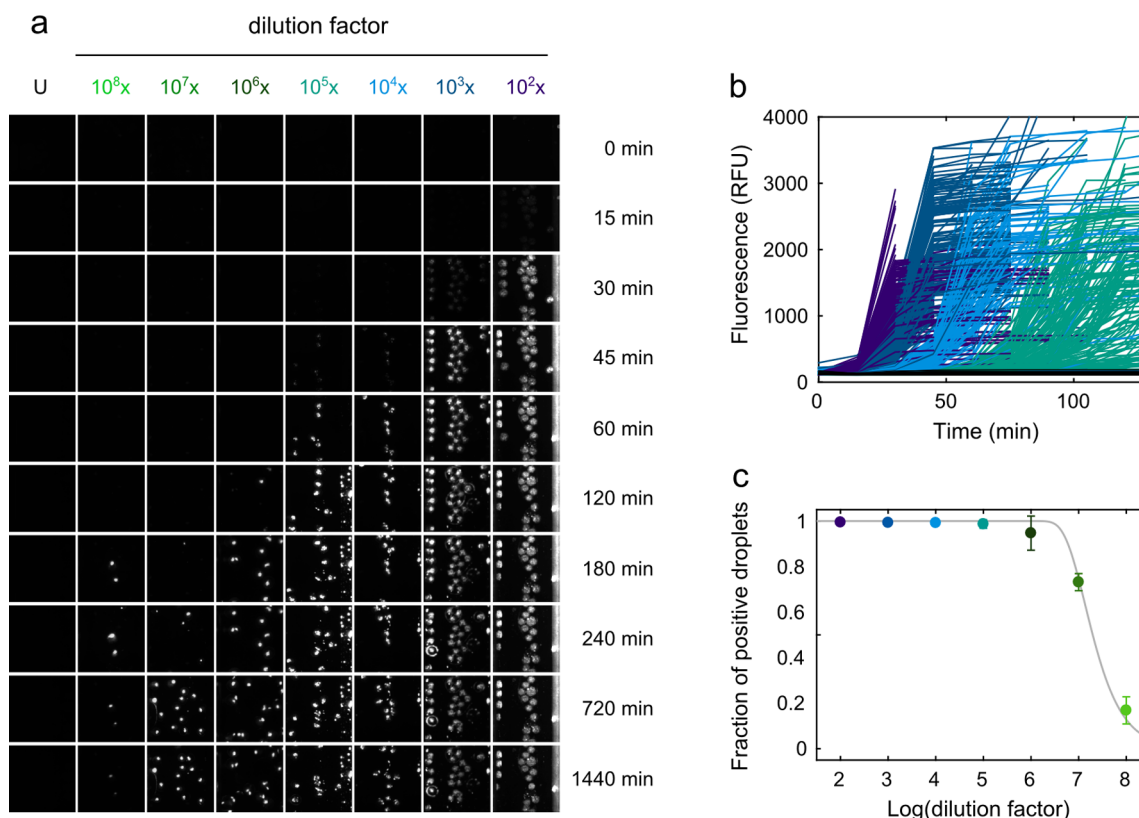 a
dilution factor
U 10⁸x 10⁷x 10⁶x 10⁵x 10⁴x 10³x 10²x
0 min
15 min
30 min
45 min
60 min
120 min
180 min
240 min
720 min
1440 min
b
4000
3000
2000
1000
0
Fluorescence (RFU)
0 50 100
Time (min)
c
1
0.8
0.6
0.4
0.2
0
Fraction of positive droplets
2 3 4 5 6 7 8
Log(dilution factor)